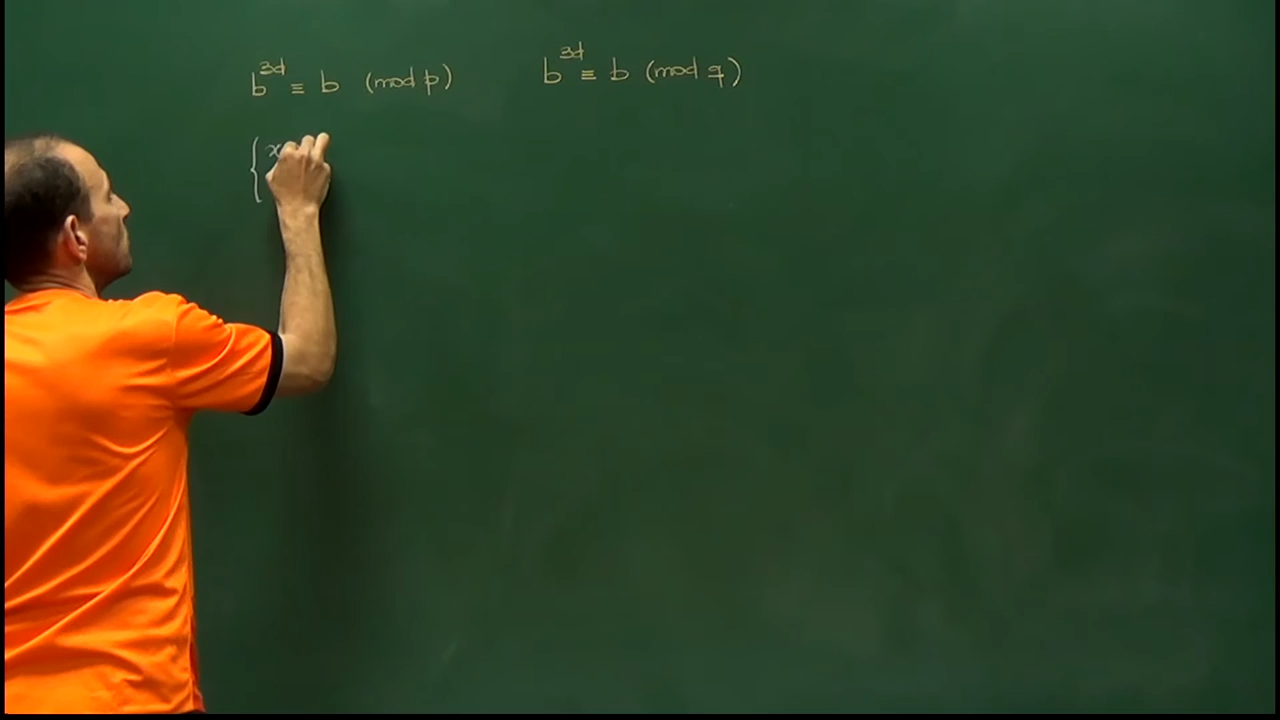 b^{3d} ≡ b (mod p) b^{3d} ≡ b (mod q)
{ x